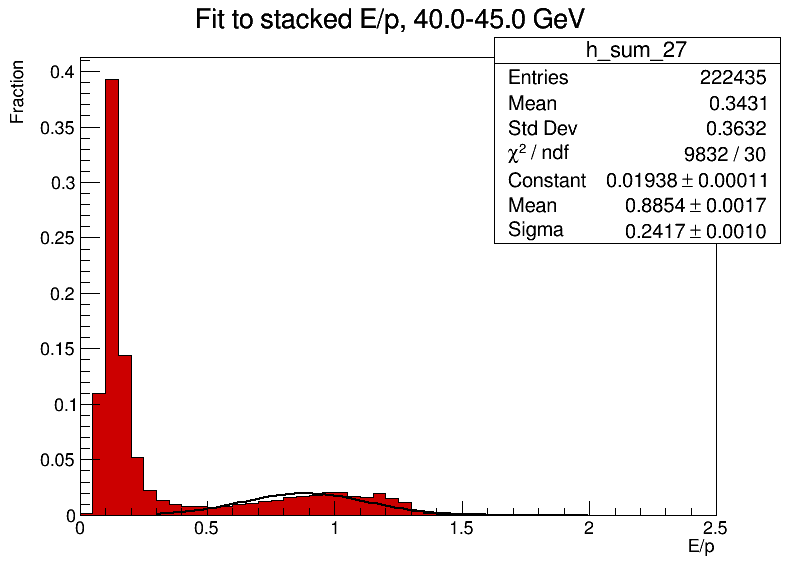 Fit to stacked E/p, 40.0-45.0 GeV
h_sum_27
Entries 222435
Mean 0.3431
Std Dev 0.3632
χ² / ndf 9832 / 30
Constant 0.01938 ± 0.00011
Mean 0.8854 ± 0.0017
Sigma 0.2417 ± 0.0010
Fraction
0.4
0.35
0.3
0.25
0.2
0.15
0.1
0.05
0
0 0.5 1 1.5 2 2.5
E/p